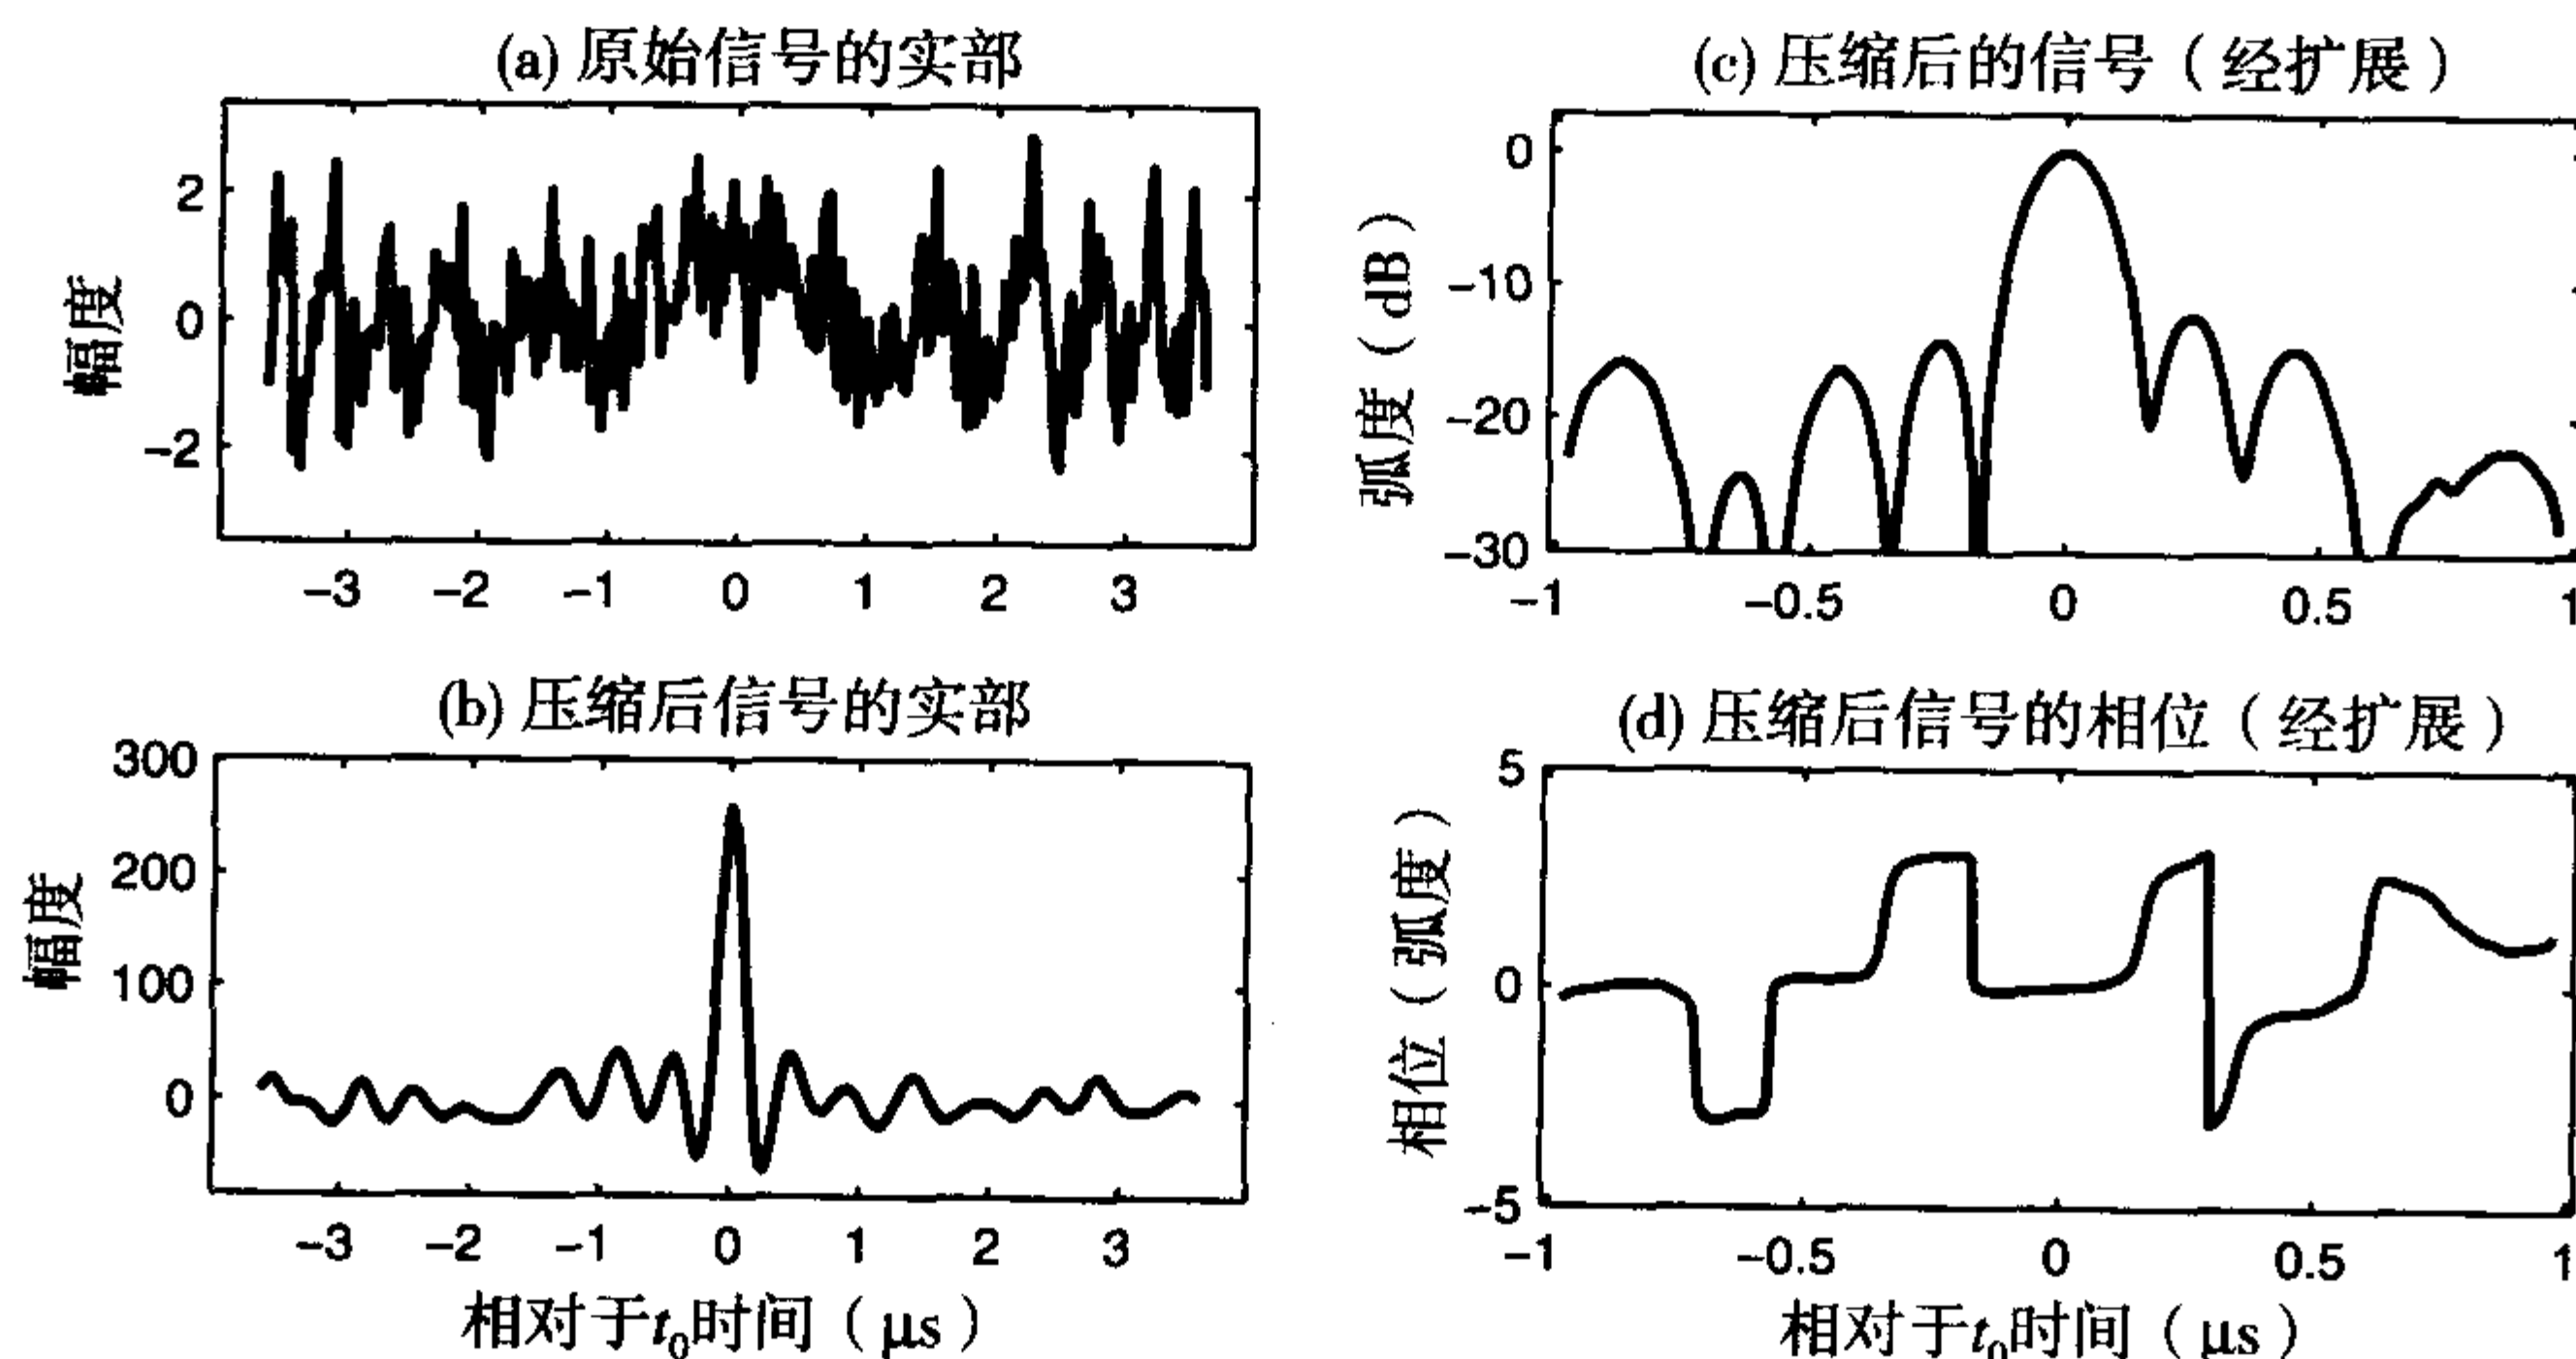 (a) 原始信号的实部
幅度
2
0
−2
−3 −2 −1 0 1 2 3
(b) 压缩后信号的实部
幅度
300
200
100
0
−3 −2 −1 0 1 2 3
相对于t0时间（μs）
(c) 压缩后的信号（经扩展）
弧度（dB）
0
−10
−20
−30
−1 −0.5 0 0.5 1
(d) 压缩后信号的相位（经扩展）
相位（弧度）
5
0
−5
−1 −0.5 0 0.5 1
相对于t0时间（μs）